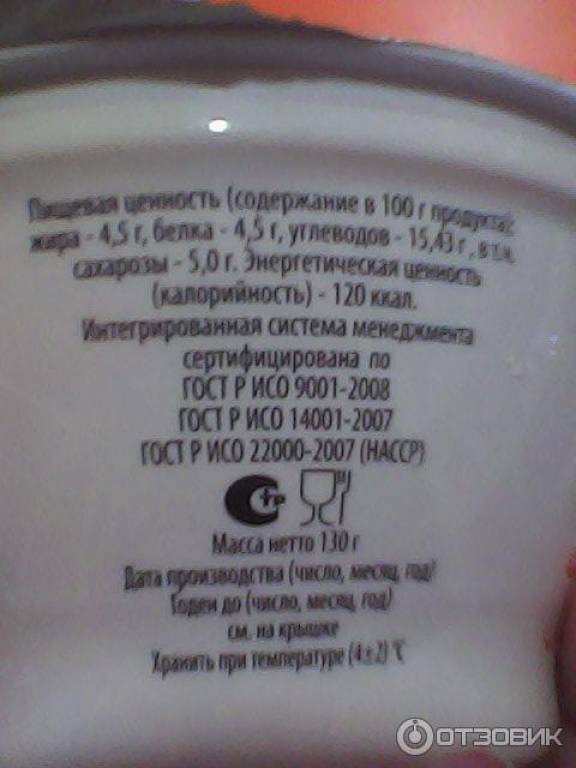 Пищевая ценность (содержание в 100 г продукта):
жира - 4,5 г, белка - 4,5 г, углеводов - 15,43 г, в т.ч.
сахарозы - 5,0 г. Энергетическая ценность
(калорийность) - 120 ккал.
Интегрированная система менеджмента
сертифицирована по
ГОСТ Р ИСО 9001-2008
ГОСТ Р ИСО 14001-2007
ГОСТ Р ИСО 22000-2007 (НАССР)
Масса нетто 130 г
Дата производства (число, месяц, год)
Годен до (число, месяц, год)
см. на крышке
Хранить при температуре (4±2) °С
ОТЗОВИК